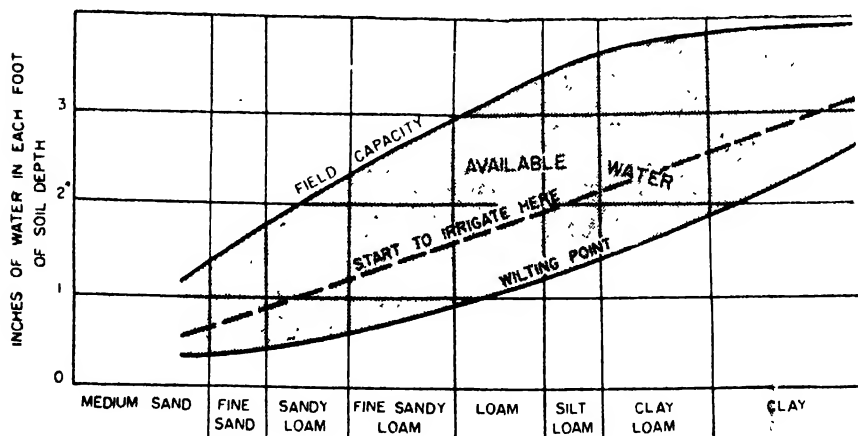 INCHES OF WATER IN EACH FOOT
OF SOIL DEPTH
3
2
1
0
FIELD CAPACITY
AVAILABLE
WATER
START TO IRRIGATE HERE
WILTING POINT
MEDIUM SAND
FINE
SAND
SANDY
LOAM
FINE SANDY
LOAM
LOAM
SILT
LOAM
CLAY
LOAM
CLAY